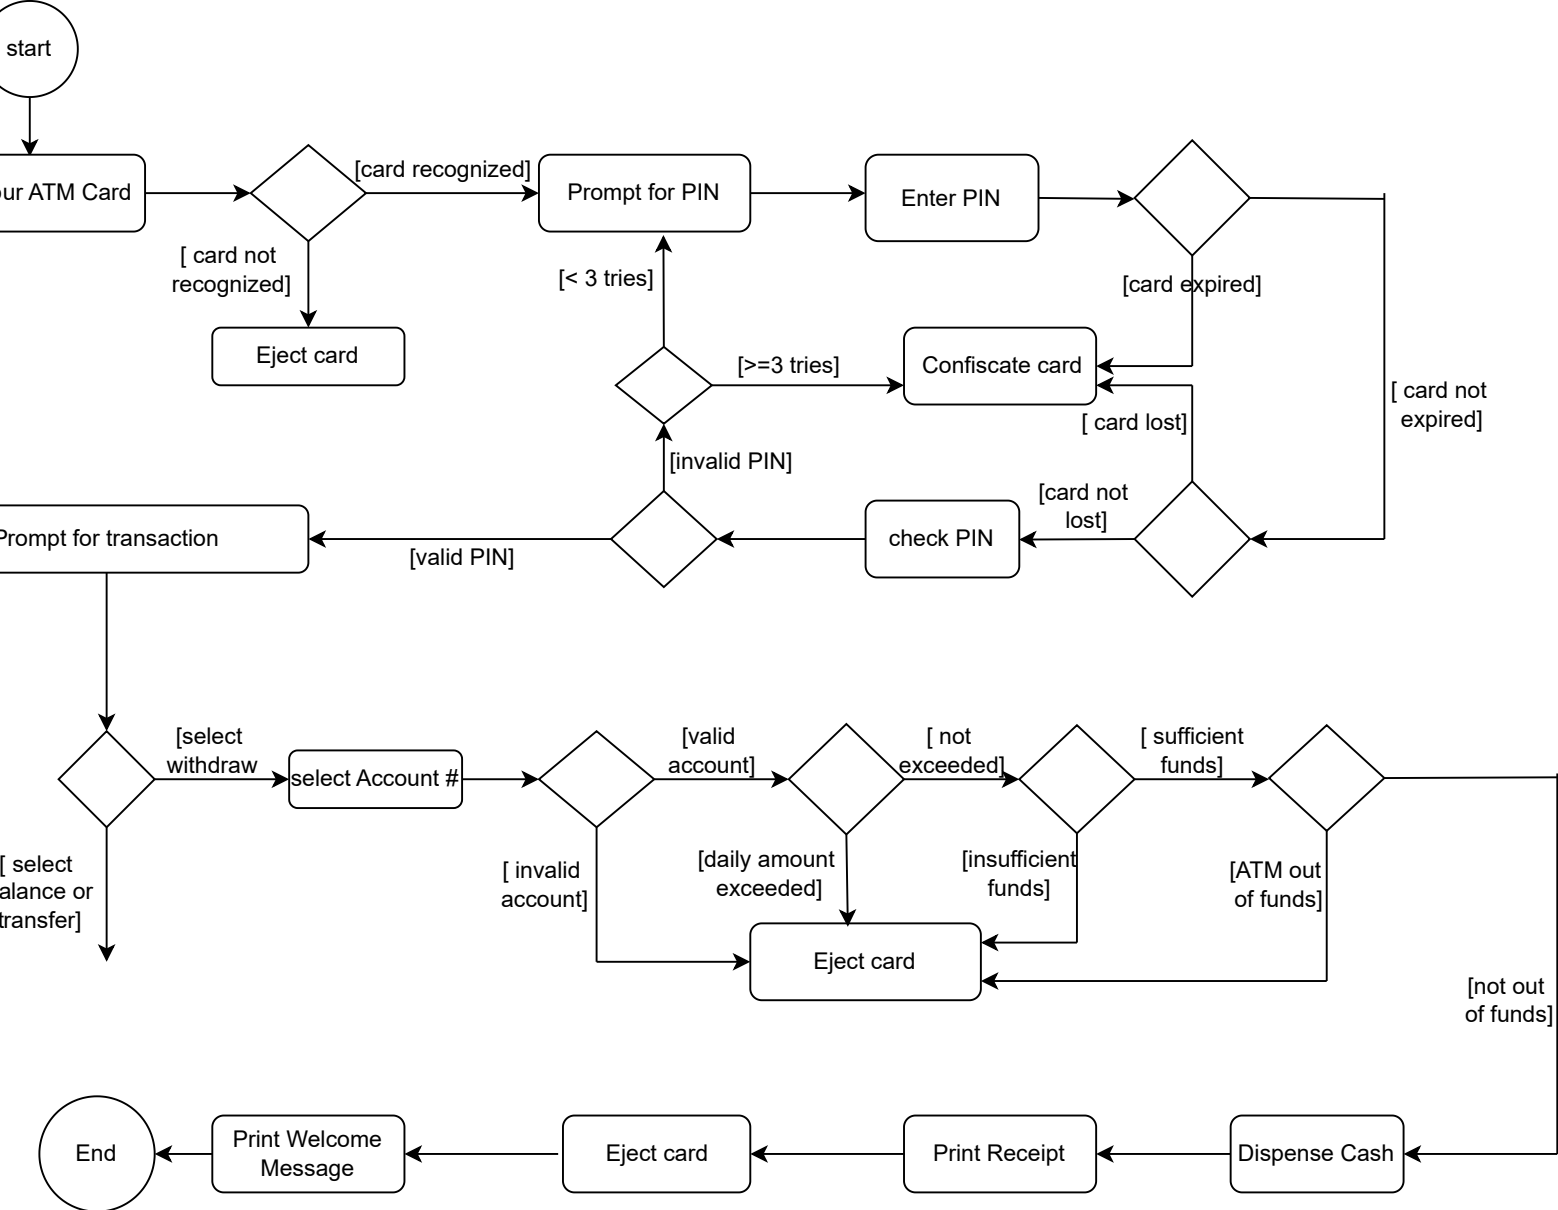 start
our ATM Card
[card recognized]
Prompt for PIN
Enter PIN
[ card not
recognized]
[< 3 tries]
[card expired]
Eject card
[>=3 tries]
Confiscate card
[ card not
expired]
[ card lost]
[invalid PIN]
[card not
lost]
Prompt for transaction
[valid PIN]
check PIN
[select
withdraw
select Account #
[valid
account]
[ not
exceeded]
[ sufficient
funds]
[ select
alance or
transfer]
[ invalid
account]
[daily amount
exceeded]
[insufficient
funds]
[ATM out
of funds]
Eject card
[not out
of funds]
End
Print Welcome
Message
Eject card
Print Receipt
Dispense Cash